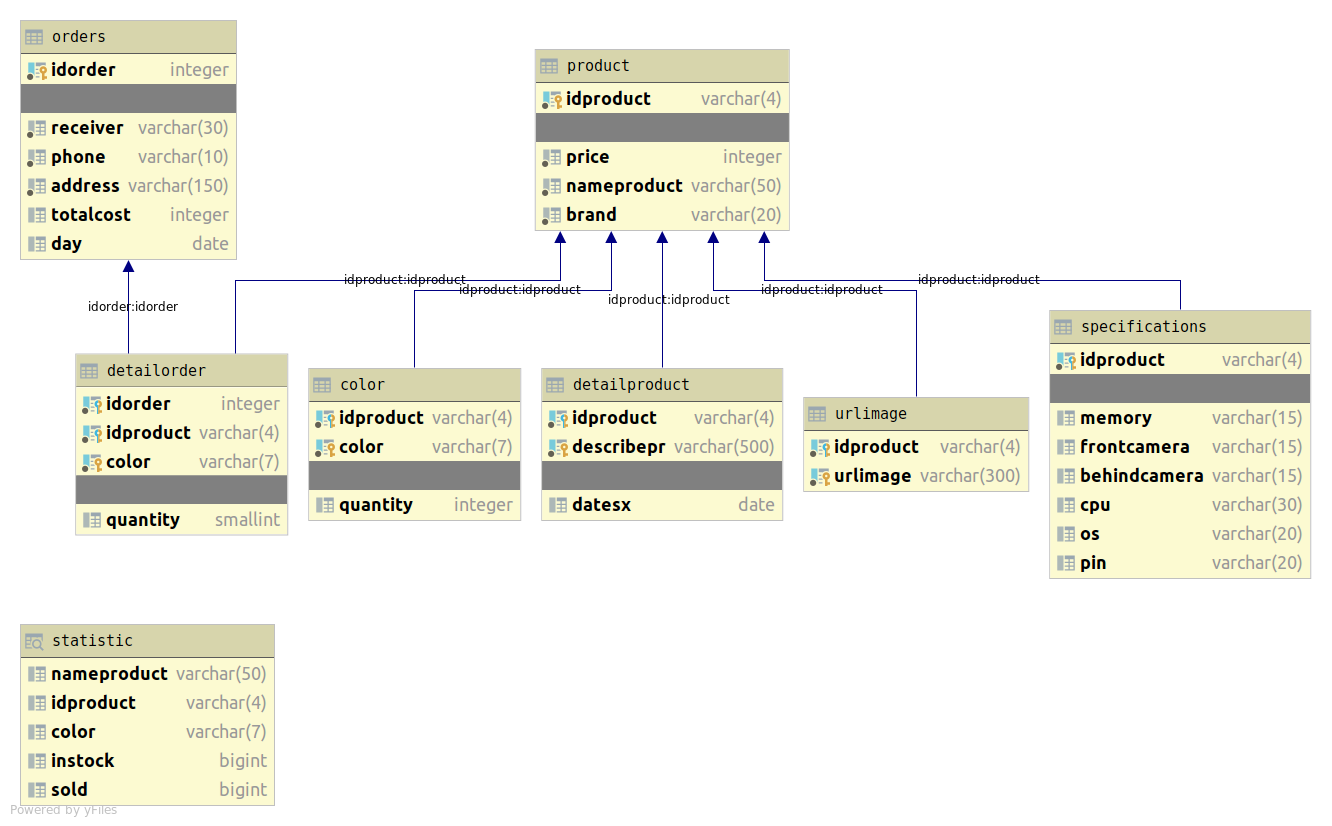 orders
idorder integer
receiver varchar(30)
phone varchar(10)
address varchar(150)
totalcost integer
day date
product
idproduct varchar(4)
price integer
nameproduct varchar(50)
brand varchar(20)
idorder:idorder
idproduct:idproduct
idproduct:idproduct
idproduct:idproduct
idproduct:idproduct
idproduct:idproduct
detailorder
idorder integer
idproduct varchar(4)
color varchar(7)
quantity smallint
color
idproduct varchar(4)
color varchar(7)
quantity integer
detailproduct
idproduct varchar(4)
describepr varchar(500)
datesx date
urlimage
idproduct varchar(4)
urlimage varchar(300)
specifications
idproduct varchar(4)
memory varchar(15)
frontcamera varchar(15)
behindcamera varchar(15)
cpu varchar(30)
os varchar(20)
pin varchar(20)
statistic
nameproduct varchar(50)
idproduct varchar(4)
color varchar(7)
instock bigint
sold bigint
Powered by yFiles